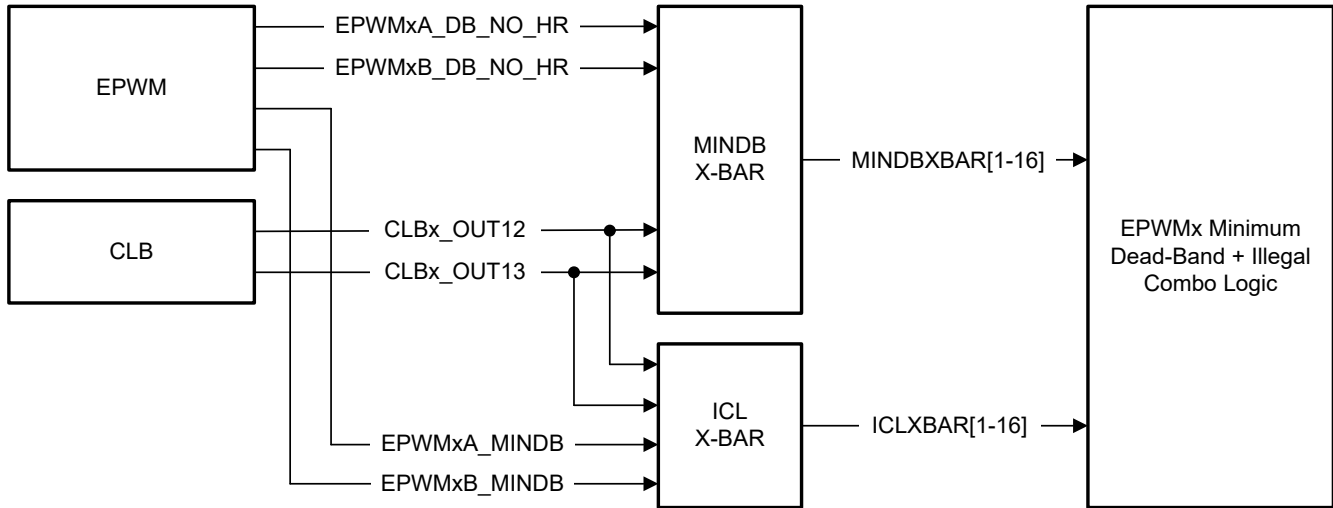 EPWMxA_DB_NO_HR
EPWMxB_DB_NO_HR
EPWM
MINDB
X-BAR
MINDBXBAR[1-16]
CLBx_OUT12
CLBx_OUT13
CLB
EPWMx Minimum
Dead-Band + Illegal
Combo Logic
ICL
X-BAR
ICLXBAR[1-16]
EPWMxA_MINDB
EPWMxB_MINDB